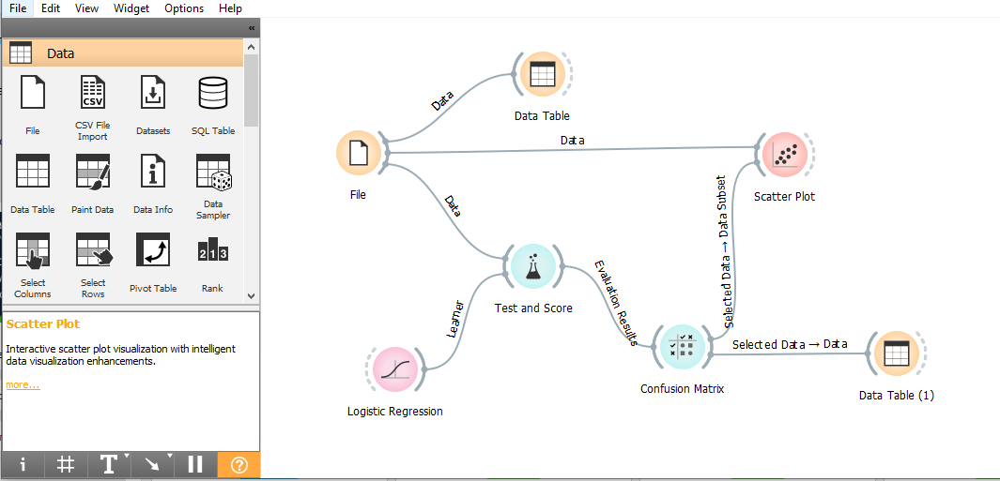 File Edit View Widget Options Help
«
Data
File
CSV File
Import
Datasets
SQL Table
Data Table
Paint Data
Data Info
Data
Sampler
Select
Columns
Select
Rows
Pivot Table
Rank
Scatter Plot
Interactive scatter plot visualization with intelligent
data visualization enhancements.
more...
Data
Data Table
Data
File
Scatter Plot
Data
Selected Data → Data Subset
Test and Score
Evaluation Results
Learner
Logistic Regression
Confusion Matrix
Selected Data → Data
Data Table (1)